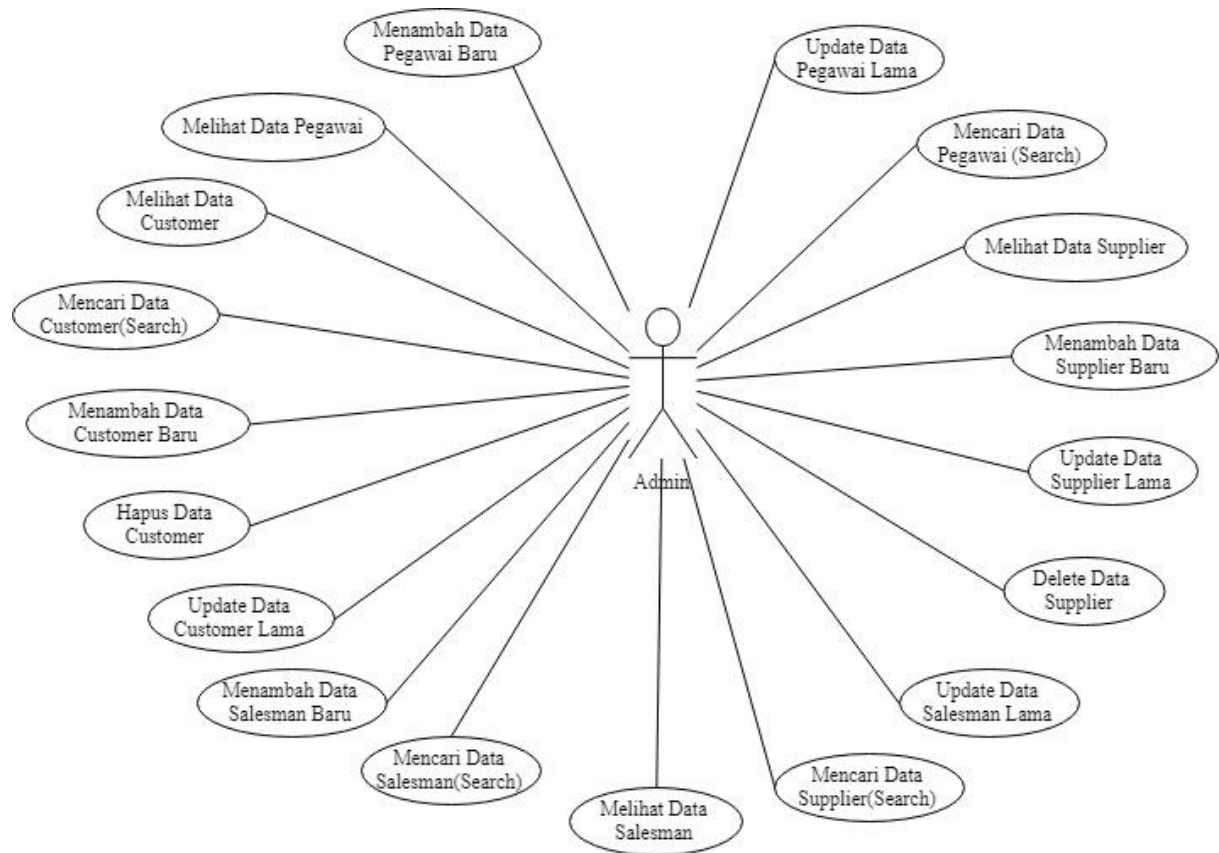 Menambah Data
Pegawai Baru
Update Data
Pegawai Lama
Melihat Data Pegawai
Mencari Data
Pegawai (Search)
Melihat Data
Customer
Melihat Data Supplier
Mencari Data
Customer(Search)
Menambah Data
Supplier Baru
Menambah Data
Customer Baru
Update Data
Supplier Lama
Admin
Hapus Data
Customer
Delete Data
Supplier
Update Data
Customer Lama
Menambah Data
Salesman Baru
Update Data
Salesman Lama
Mencari Data
Salesman(Search)
Mencari Data
Supplier(Search)
Melihat Data
Salesman